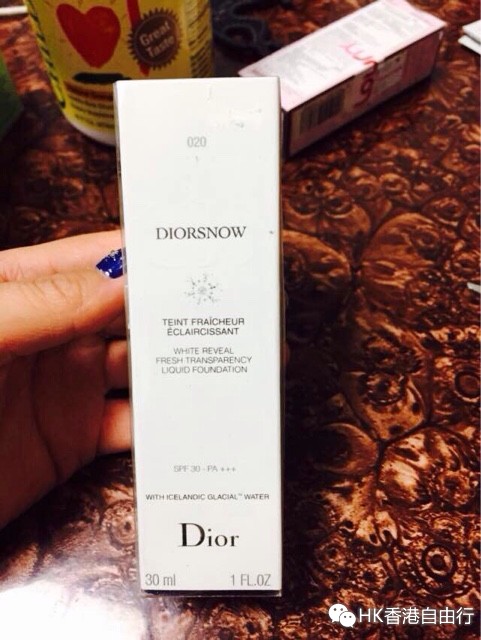 Great
Taste
020
DIORSNOW
TEINT FRAÎCHEUR
ÉCLAIRCISSANT
WHITE REVEAL
FRESH TRANSPARENCY
LIQUID FOUNDATION
SPF 30 - PA +++
WITH ICELANDIC GLACIAL™ WATER
Dior
30 ml 1 FL.OZ
HK香港自由行